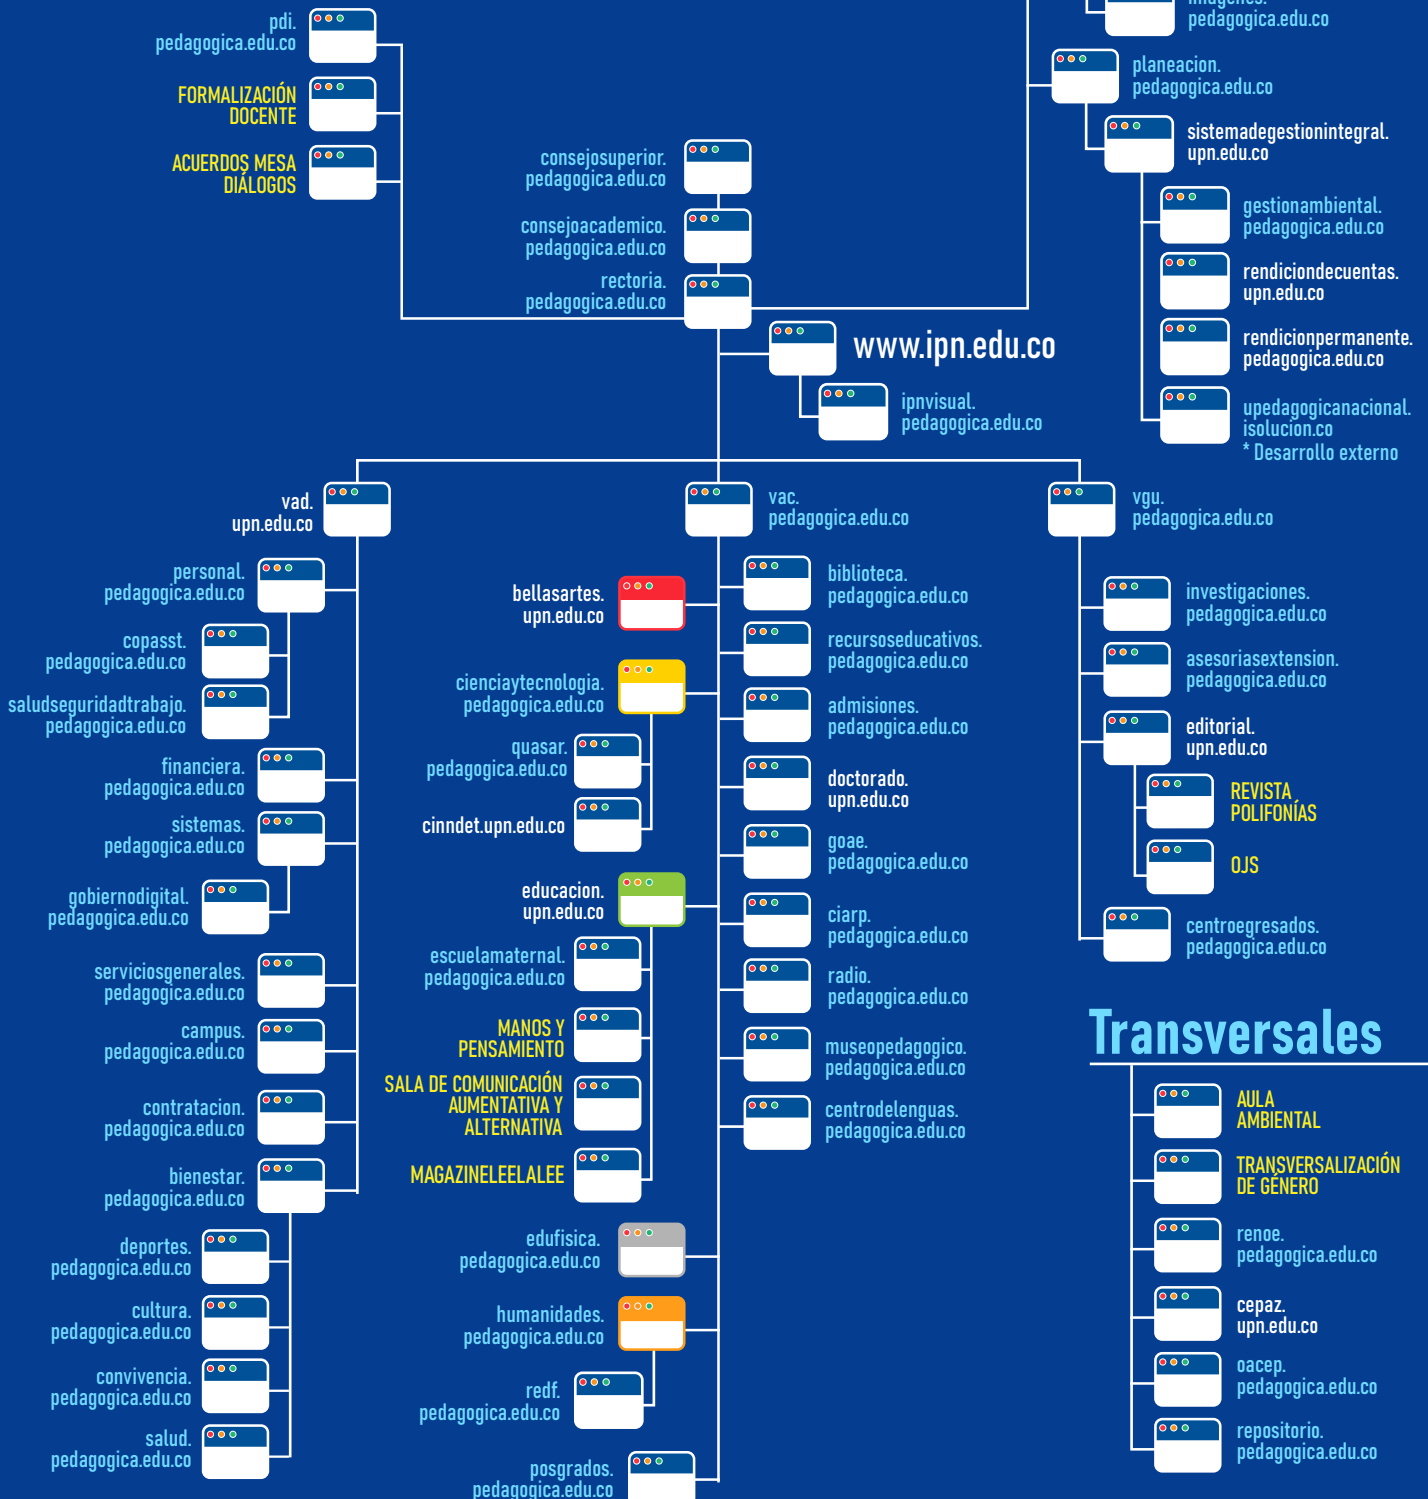 pdi.
pedagogica.edu.co
FORMALIZACIÓN
DOCENTE
ACUERDOS MESA
DIÁLOGOS
consejosuperior.
pedagogica.edu.co
consejoacademico.
pedagogica.edu.co
rectoria.
pedagogica.edu.co
www.ipn.edu.co
ipnvisual.
pedagogica.edu.co
pedagogica.edu.co
planeacion.
pedagogica.edu.co
sistemadegestionintegral.
upn.edu.co
gestionambiental.
pedagogica.edu.co
rendiciondecuentas.
upn.edu.co
rendicionpermanente.
pedagogica.edu.co
upedagogicanacional.
isolucion.co
* Desarrollo externo
vad.
upn.edu.co
personal.
pedagogica.edu.co
copasst.
pedagogica.edu.co
saludseguridadtrabajo.
pedagogica.edu.co
financiera.
pedagogica.edu.co
sistemas.
pedagogica.edu.co
gobiernodigital.
pedagogica.edu.co
serviciosgenerales.
pedagogica.edu.co
campus.
pedagogica.edu.co
contratacion.
pedagogica.edu.co
bienestar.
pedagogica.edu.co
deportes.
pedagogica.edu.co
cultura.
pedagogica.edu.co
convivencia.
pedagogica.edu.co
salud.
pedagogica.edu.co
vac.
pedagogica.edu.co
bellasartes.
upn.edu.co
cienciaytecnologia.
pedagogica.edu.co
quasar.
pedagogica.edu.co
cinndet.upn.edu.co
educacion.
upn.edu.co
escuelamaternal.
pedagogica.edu.co
MANOS Y
PENSAMIENTO
SALA DE COMUNICACIÓN
AUMENTATIVA Y
ALTERNATIVA
MAGAZINELEELALEE
edufisica.
pedagogica.edu.co
humanidades.
pedagogica.edu.co
redf.
pedagogica.edu.co
posgrados.
pedagogica.edu.co
biblioteca.
pedagogica.edu.co
recursoseducativos.
pedagogica.edu.co
admisiones.
pedagogica.edu.co
doctorado.
upn.edu.co
goae.
pedagogica.edu.co
ciarp.
pedagogica.edu.co
radio.
pedagogica.edu.co
museopedagogico.
pedagogica.edu.co
centrodelenguas.
pedagogica.edu.co
vgu.
pedagogica.edu.co
investigaciones.
pedagogica.edu.co
asesoriasextension.
pedagogica.edu.co
editorial.
upn.edu.co
REVISTA
POLIFONÍAS
OJS
centroegresados.
pedagogica.edu.co
Transversales
AULA
AMBIENTAL
TRANSVERSALIZACIÓN
DE GÉNERO
renoe.
pedagogica.edu.co
cepaz.
upn.edu.co
oacep.
pedagogica.edu.co
repositorio.
pedagogica.edu.co